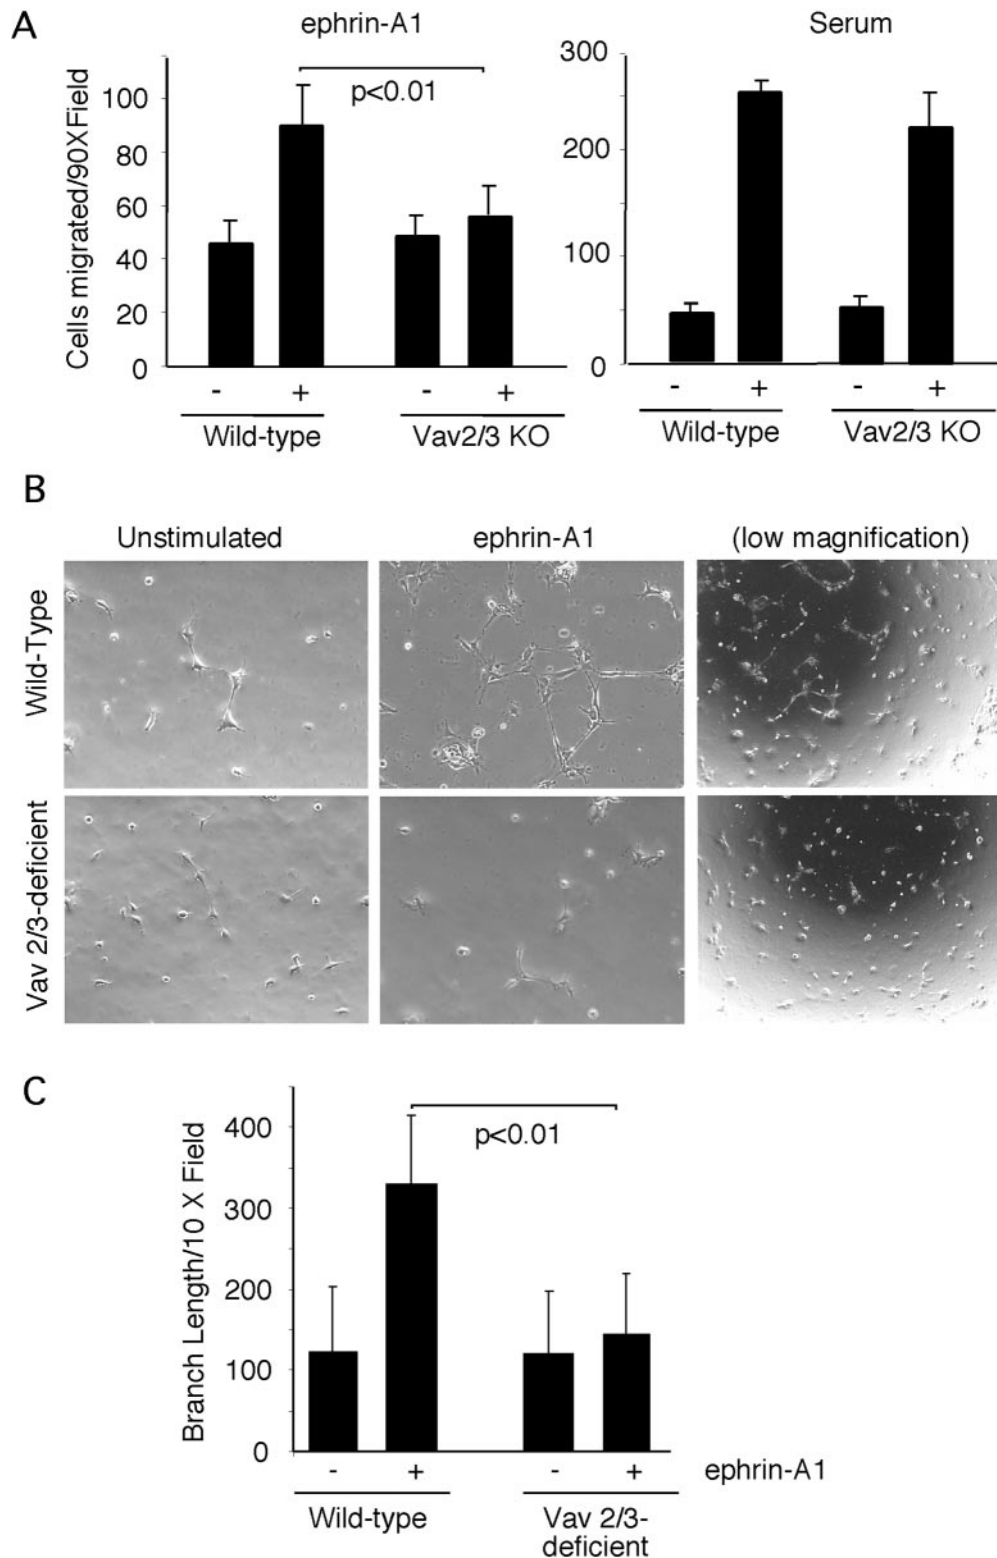 A
ephrin-A1
Serum
Cells migrated/90X Field
100
80
60
40
20
0
p<0.01
300
200
100
0
- + - +
Wild-type Vav2/3 KO
- + - +
Wild-type Vav2/3 KO
B
Unstimulated ephrin-A1 (low magnification)
Wild-Type
Vav 2/3-deficient
C
Branch Length/10 X Field
400
300
200
100
0
p<0.01
- + - + ephrin-A1
Wild-type Vav 2/3-
deficient